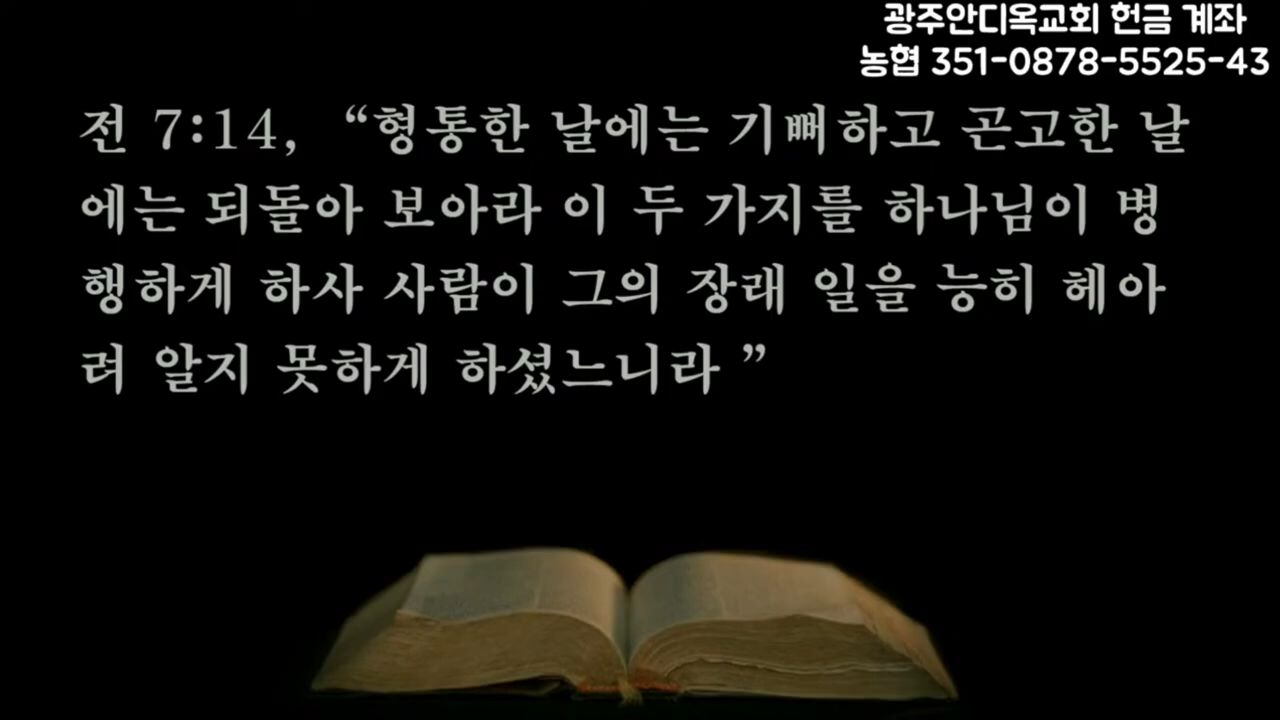 광주안디옥교회 헌금 계좌
농협 351-0878-5525-43
전 7:14, “형통한 날에는 기뻐하고 곤고한 날
에는 되돌아 보아라 이 두 가지를 하나님이 병
행하게 하사 사람이 그의 장래 일을 능히 헤아
려 알지 못하게 하셨느니라 ”